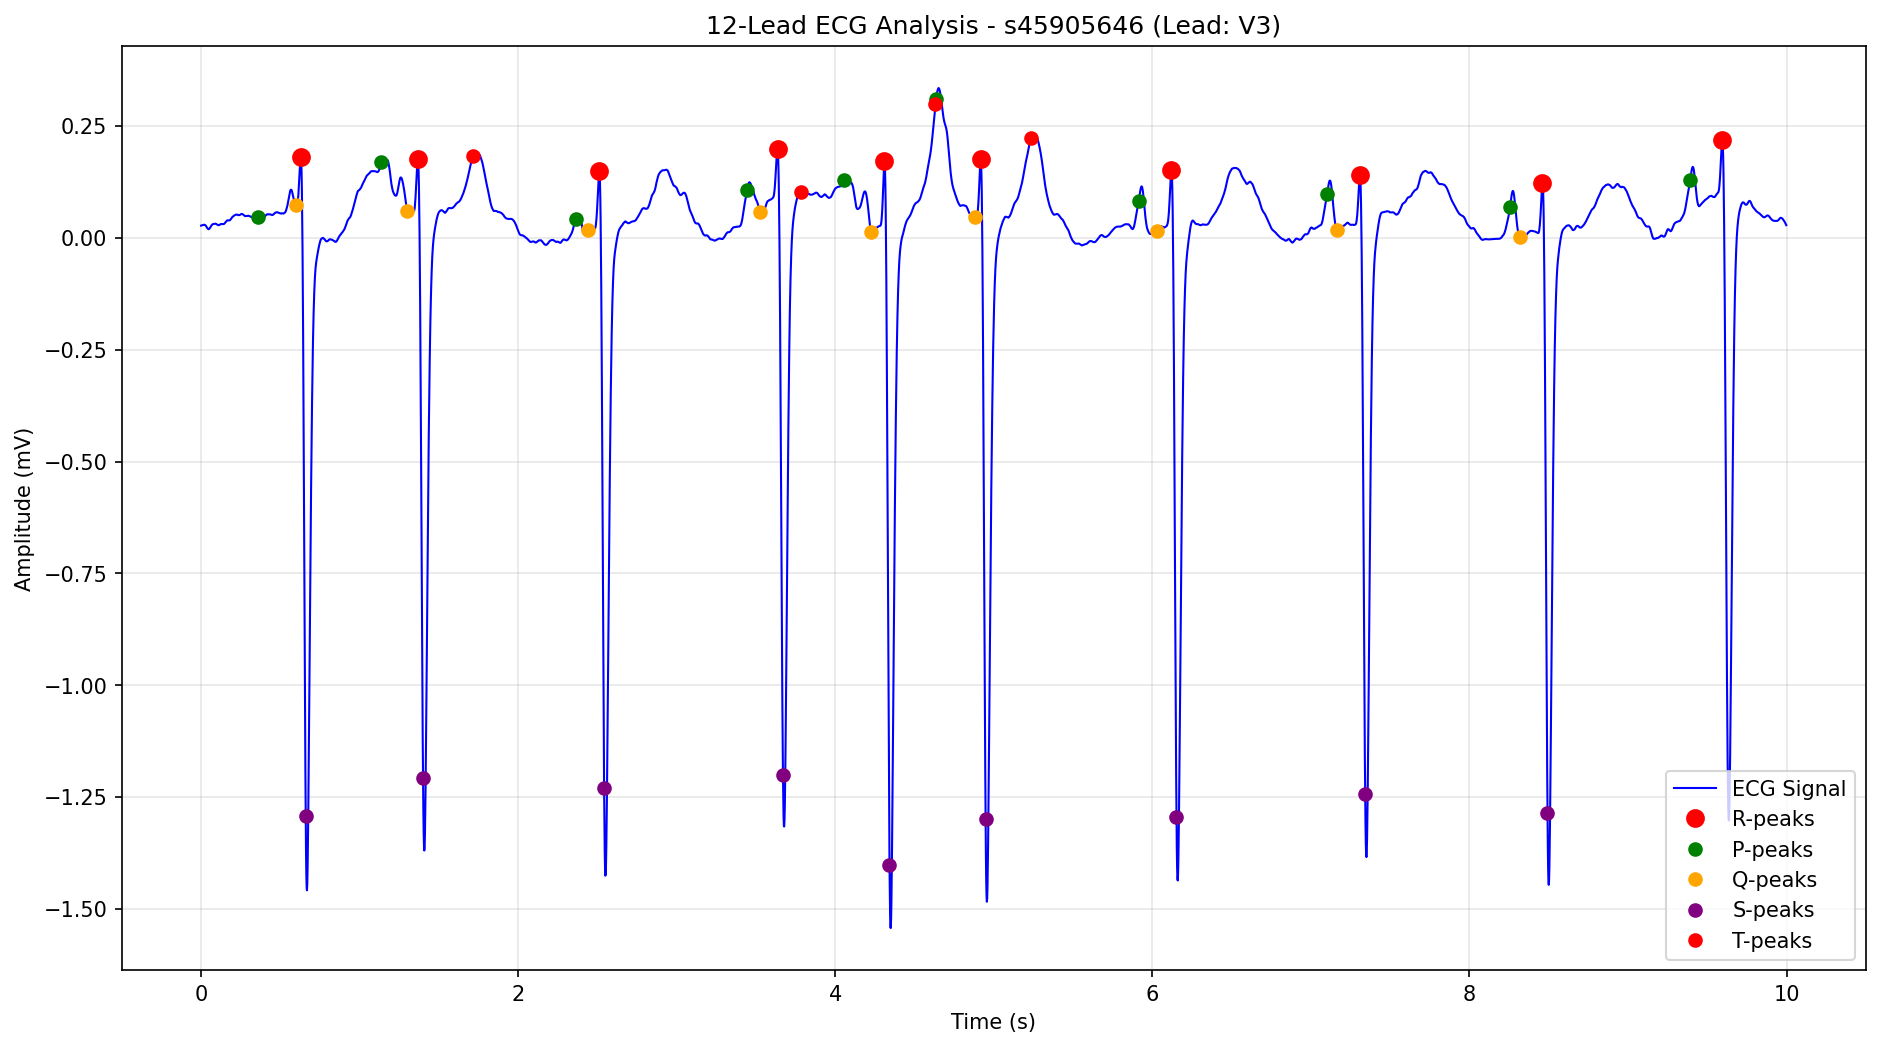 12-Lead ECG Analysis - s45905646 (Lead: V3)
Amplitude (mV)
0.25
0.00
−0.25
−0.50
−0.75
−1.00
−1.25
−1.50
ECG Signal
R-peaks
P-peaks
Q-peaks
S-peaks
T-peaks
0 2 4 6 8 10
Time (s)